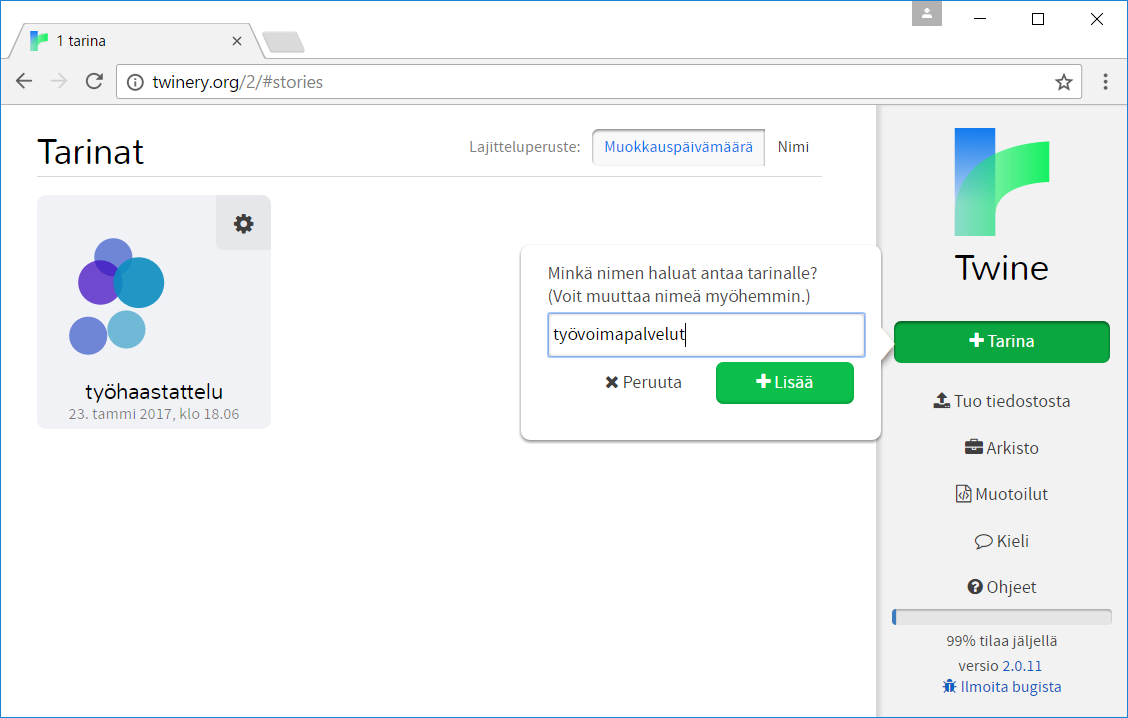 1 tarina
twinery.org/2/#stories
Tarinat
Lajitteluperuste: Muokkauspäivämäärä Nimi
työhaastattelu
23. tammi 2017, klo 18.06
Minkä nimen haluat antaa tarinalle?
(Voit muuttaa nimeä myöhemmin.)
työvoimapalvelut
Peruuta Lisää
Twine
Tarina
Tuo tiedostosta
Arkisto
Muotoilut
Kieli
Ohjeet
99% tilaa jäljellä
versio 2.0.11
Ilmoita bugista